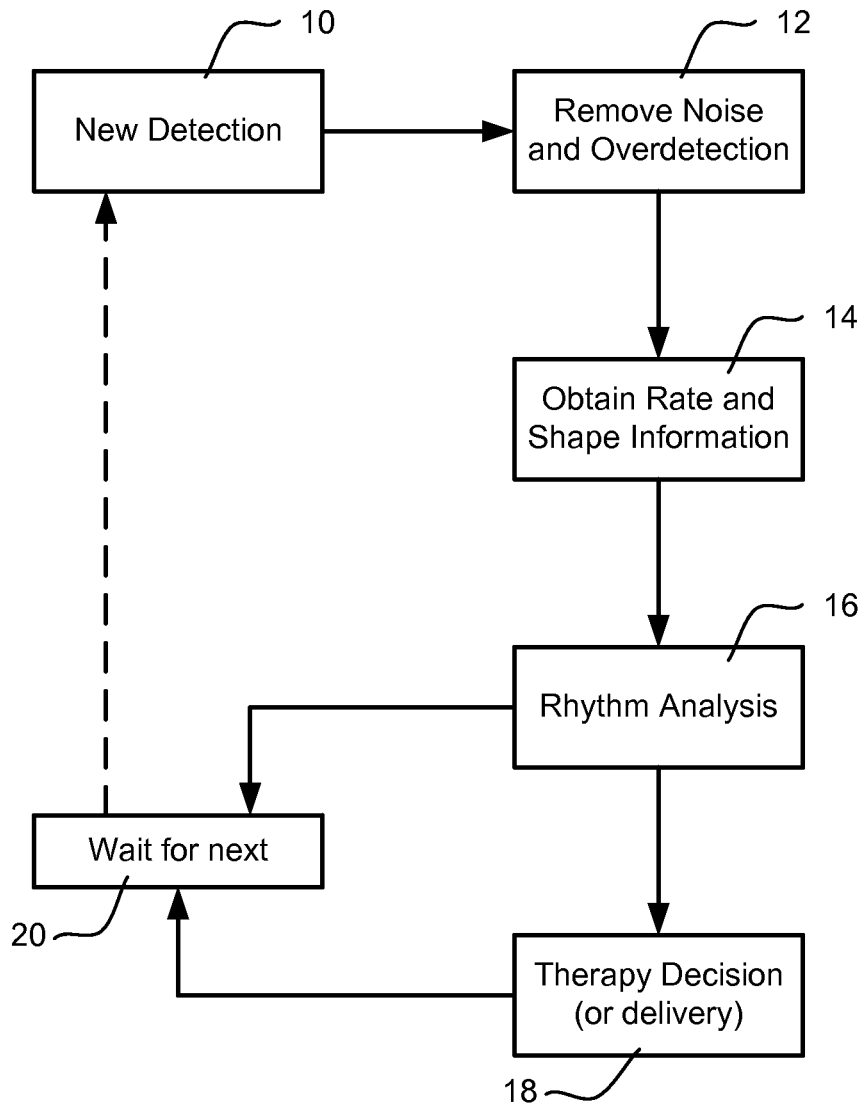 10
New Detection
12
Remove Noise
and Overdetection
14
Obtain Rate and
Shape Information
16
Rhythm Analysis
Wait for next
20
Therapy Decision
(or delivery)
18